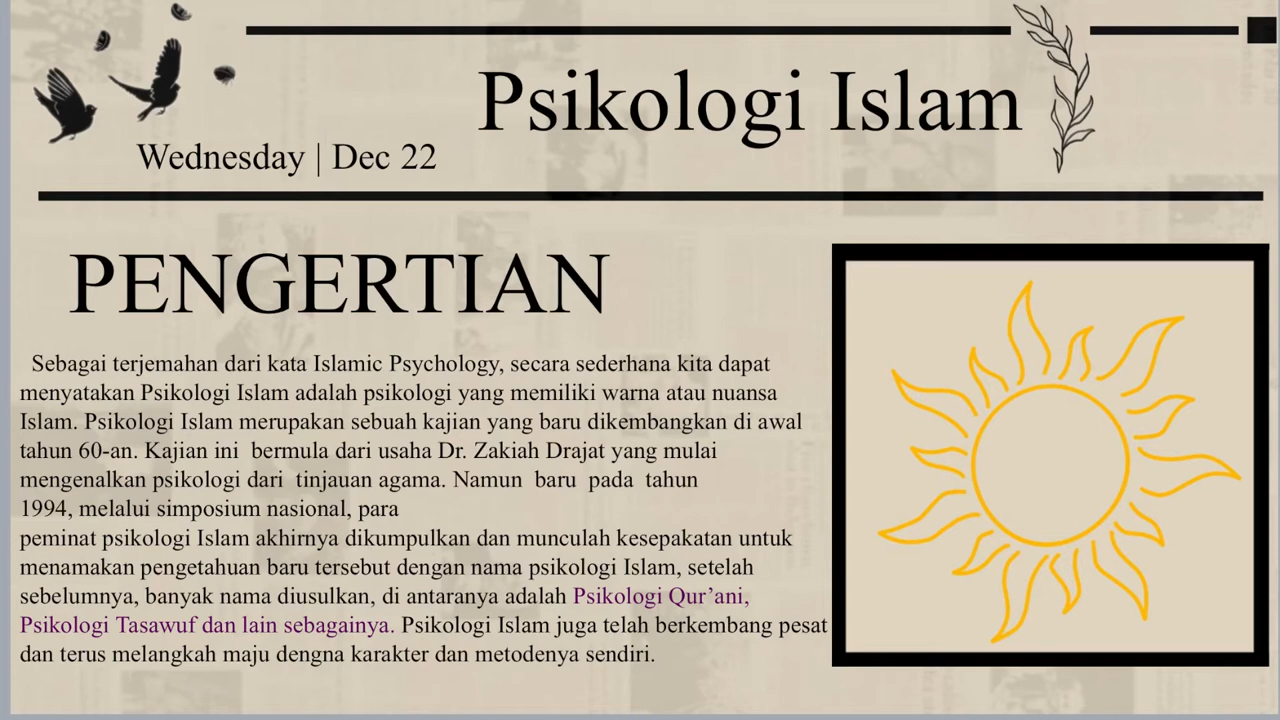 Psikologi Islam
Wednesday | Dec 22
PENGERTIAN
Sebagai terjemahan dari kata Islamic Psychology, secara sederhana kita dapat
menyatakan Psikologi Islam adalah psikologi yang memiliki warna atau nuansa
Islam. Psikologi Islam merupakan sebuah kajian yang baru dikembangkan di awal
tahun 60-an. Kajian ini bermula dari usaha Dr. Zakiah Drajat yang mulai
mengenalkan psikologi dari tinjauan agama. Namun baru pada tahun
1994, melalui simposium nasional, para
peminat psikologi Islam akhirnya dikumpulkan dan munculah kesepakatan untuk
menamakan pengetahuan baru tersebut dengan nama psikologi Islam, setelah
sebelumnya, banyak nama diusulkan, di antaranya adalah Psikologi Qur’ani,
Psikologi Tasawuf dan lain sebagainya. Psikologi Islam juga telah berkembang pesat
dan terus melangkah maju dengna karakter dan metodenya sendiri.